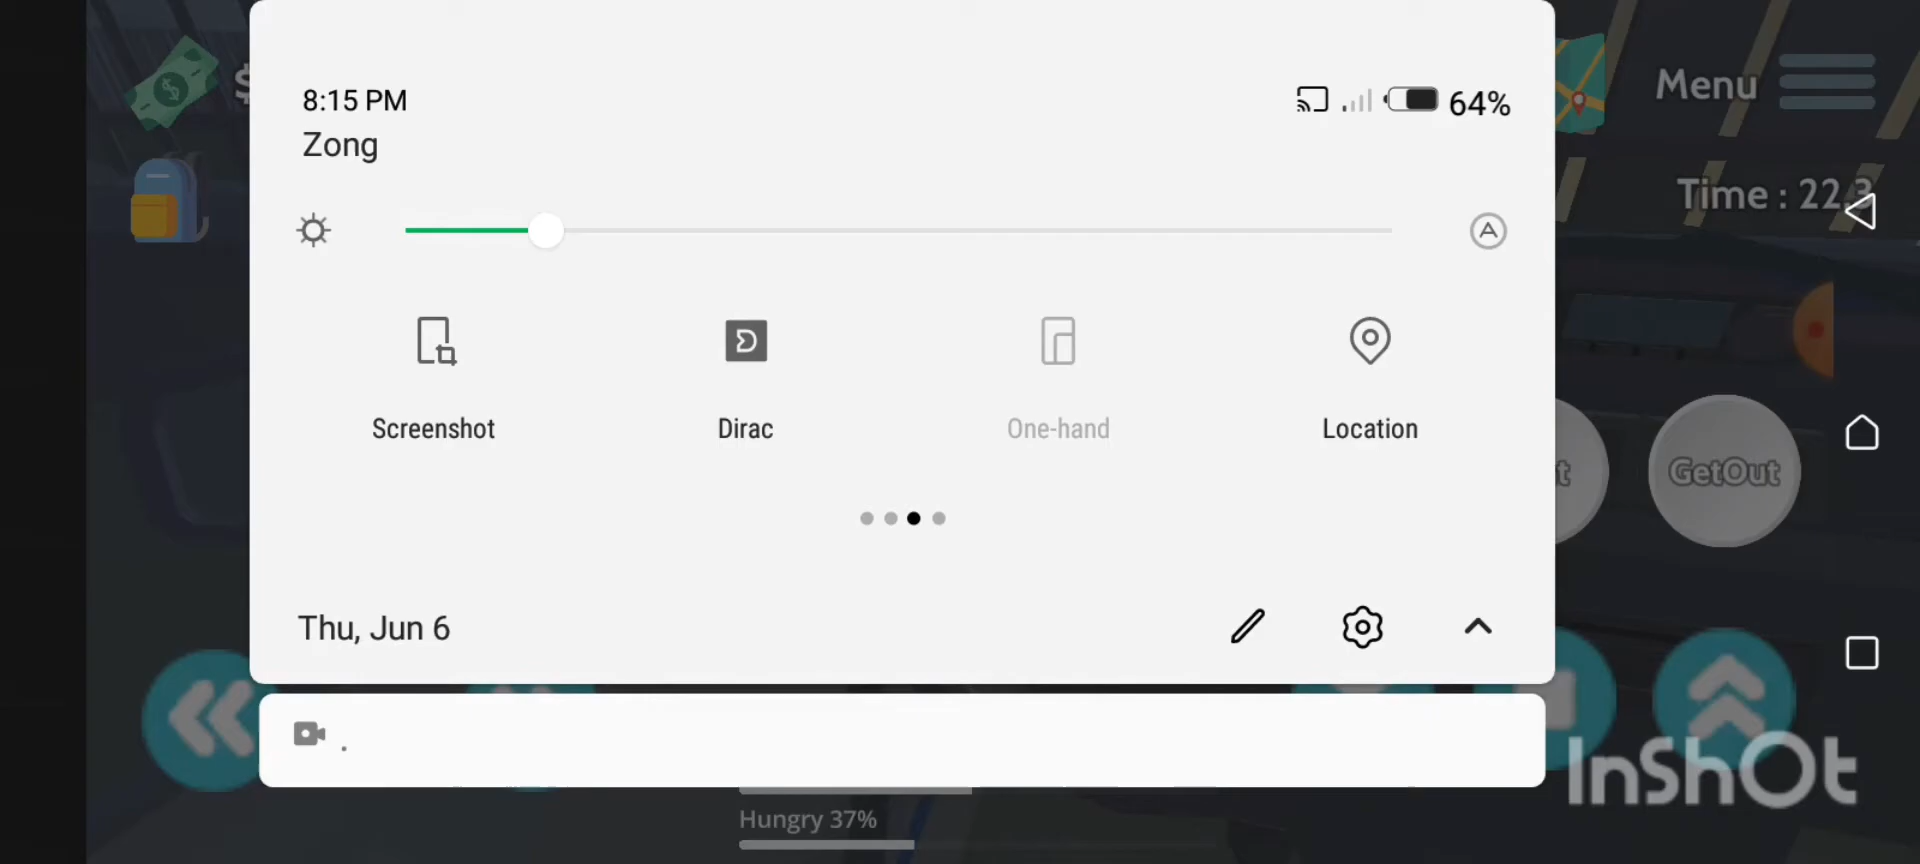 $
8:15 PM
64%
Zong
Menu
Time : 22.3
Screenshot
Dirac
One-hand
Location
GetOut
Thu, Jun 6
.
InShOt
Hungry 37%